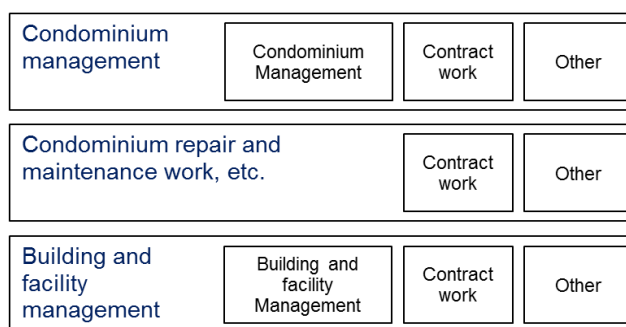 Condominium
management
Condominium
Management
Contract
work
Other
Condominium repair and
maintenance work, etc.
Contract
work
Other
Building and
facility
management
Building and
facility
Management
Contract
work
Other